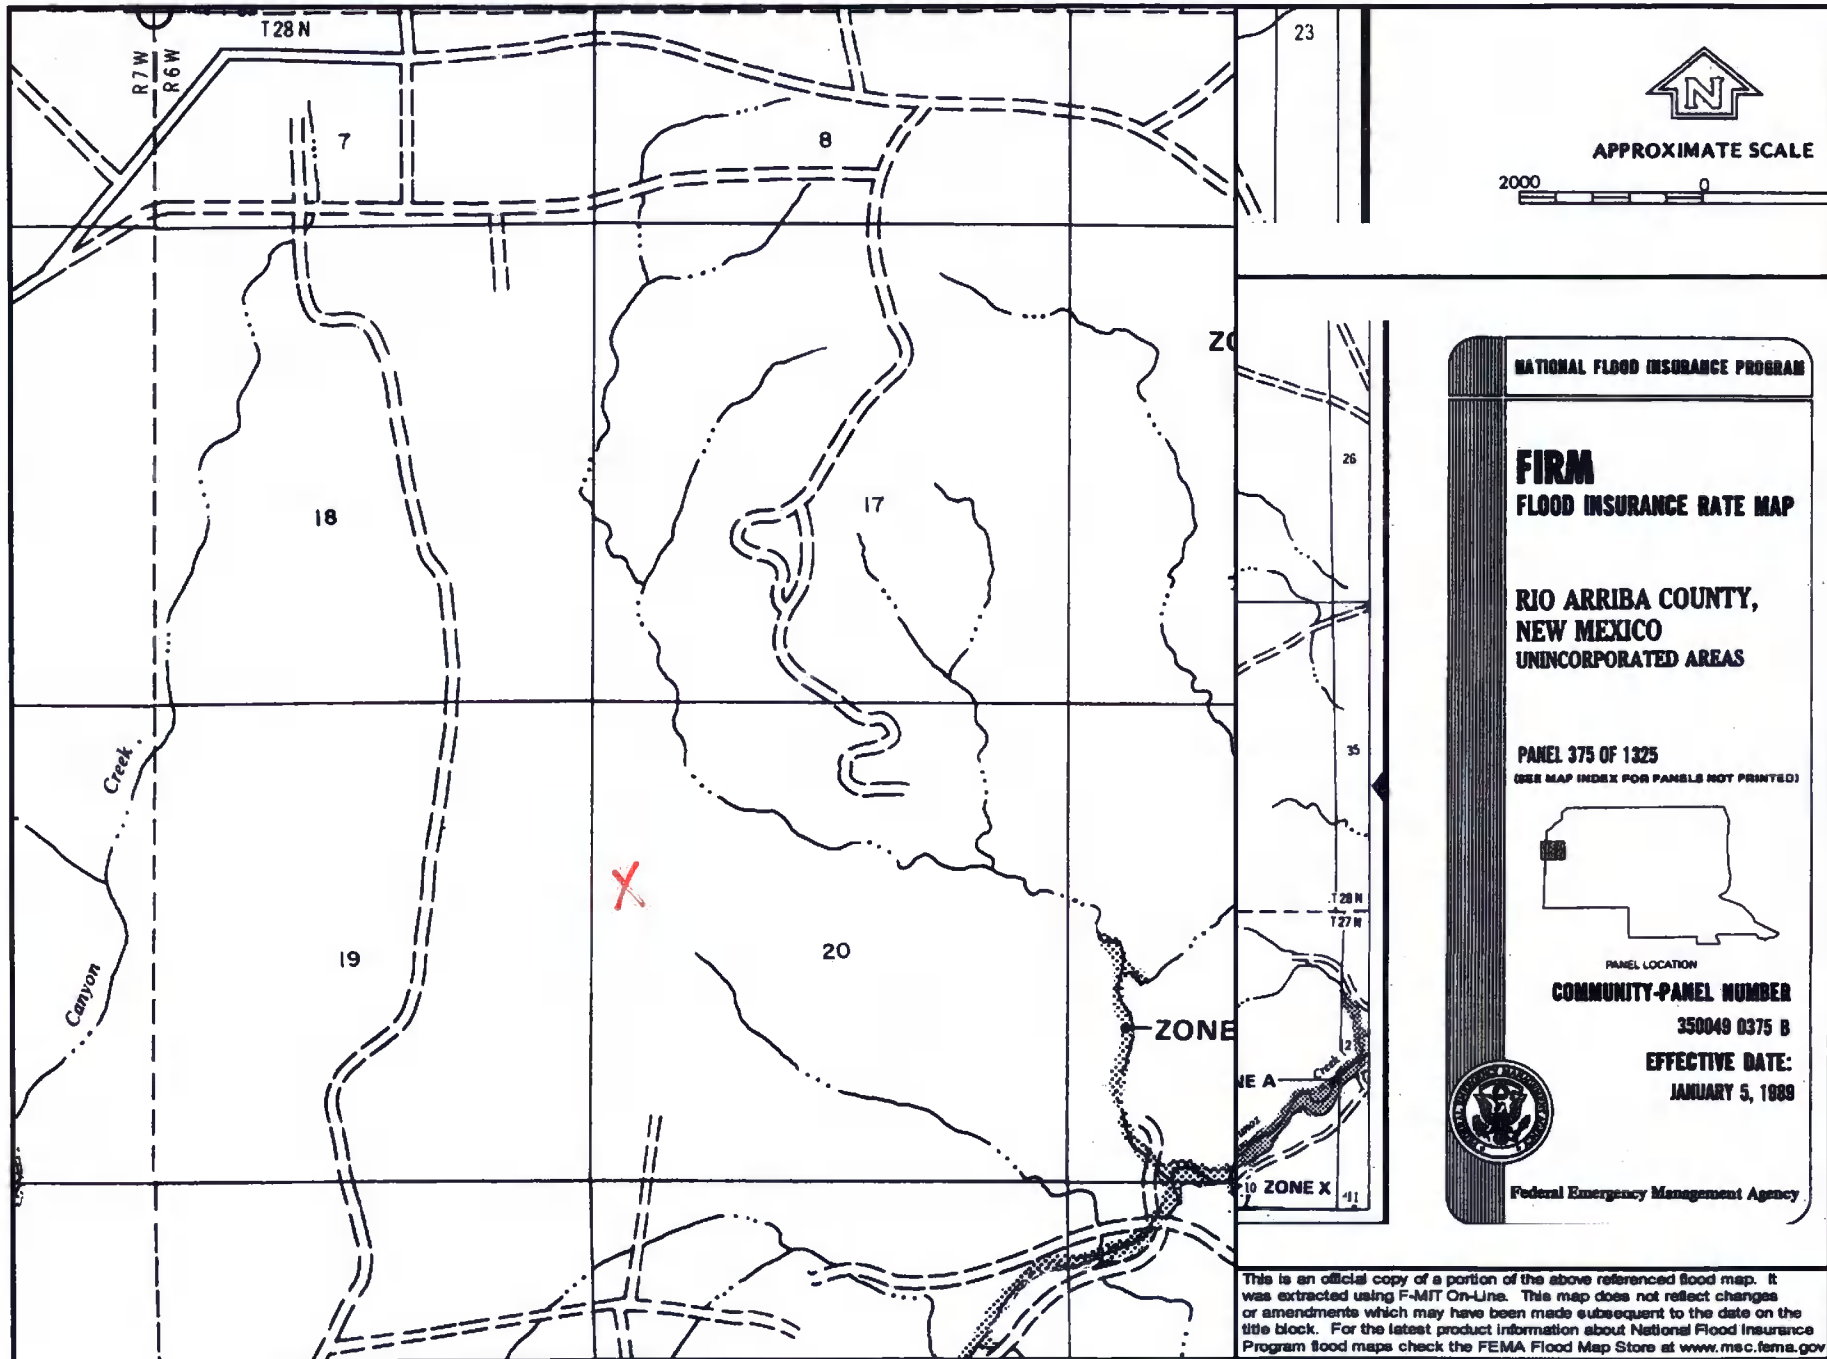 T 28 N
R 7 W
R 6 W
7
8
18
17
19
20
Creek
Canyon
X
ZO
ZONE
23
26
35
T 28 N
T 27 N
2
Creek
NE A
10
ZONE X
11
N
APPROXIMATE SCALE
2000
0
NATIONAL FLOOD INSURANCE PROGRAM
FIRM
FLOOD INSURANCE RATE MAP
RIO ARRIBA COUNTY,
NEW MEXICO
UNINCORPORATED AREAS
PANEL 375 OF 1325
(SEE MAP INDEX FOR PANELS NOT PRINTED)
PANEL LOCATION
COMMUNITY-PANEL NUMBER
350049 0375 B
EFFECTIVE DATE:
JANUARY 5, 1989
Federal Emergency Management Agency
This is an official copy of a portion of the above referenced flood map. It
was extracted using F-MIT On-Line. This map does not reflect changes
or amendments which may have been made subsequent to the date on the
title block. For the latest product information about National Flood Insurance
Program flood maps check the FEMA Flood Map Store at www.msc.fema.gov